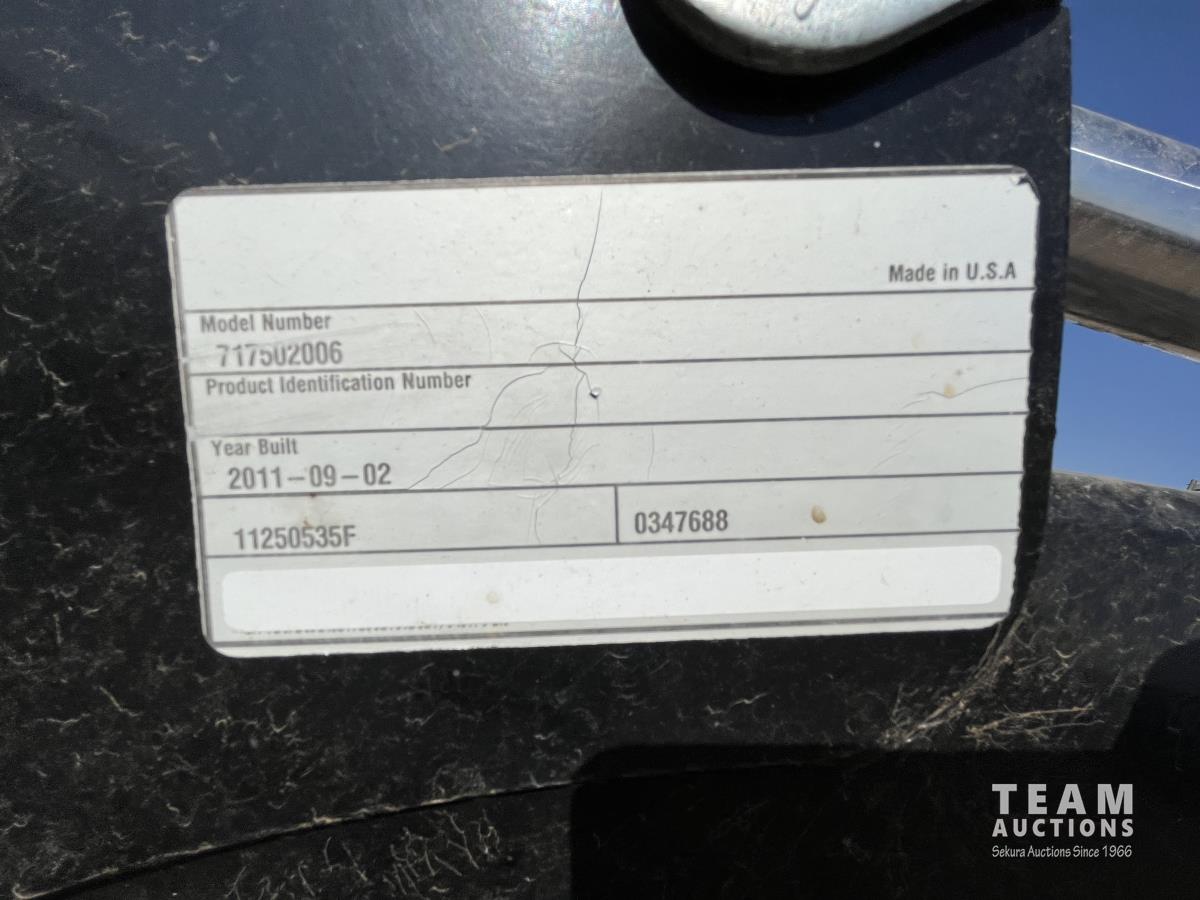 Made in U.S.A
Model Number
717502006
Product Identification Number
Year Built
2011-09-02
11250535F
0347688
TEAM
AUCTIONS
Sekura Auctions Since 1966